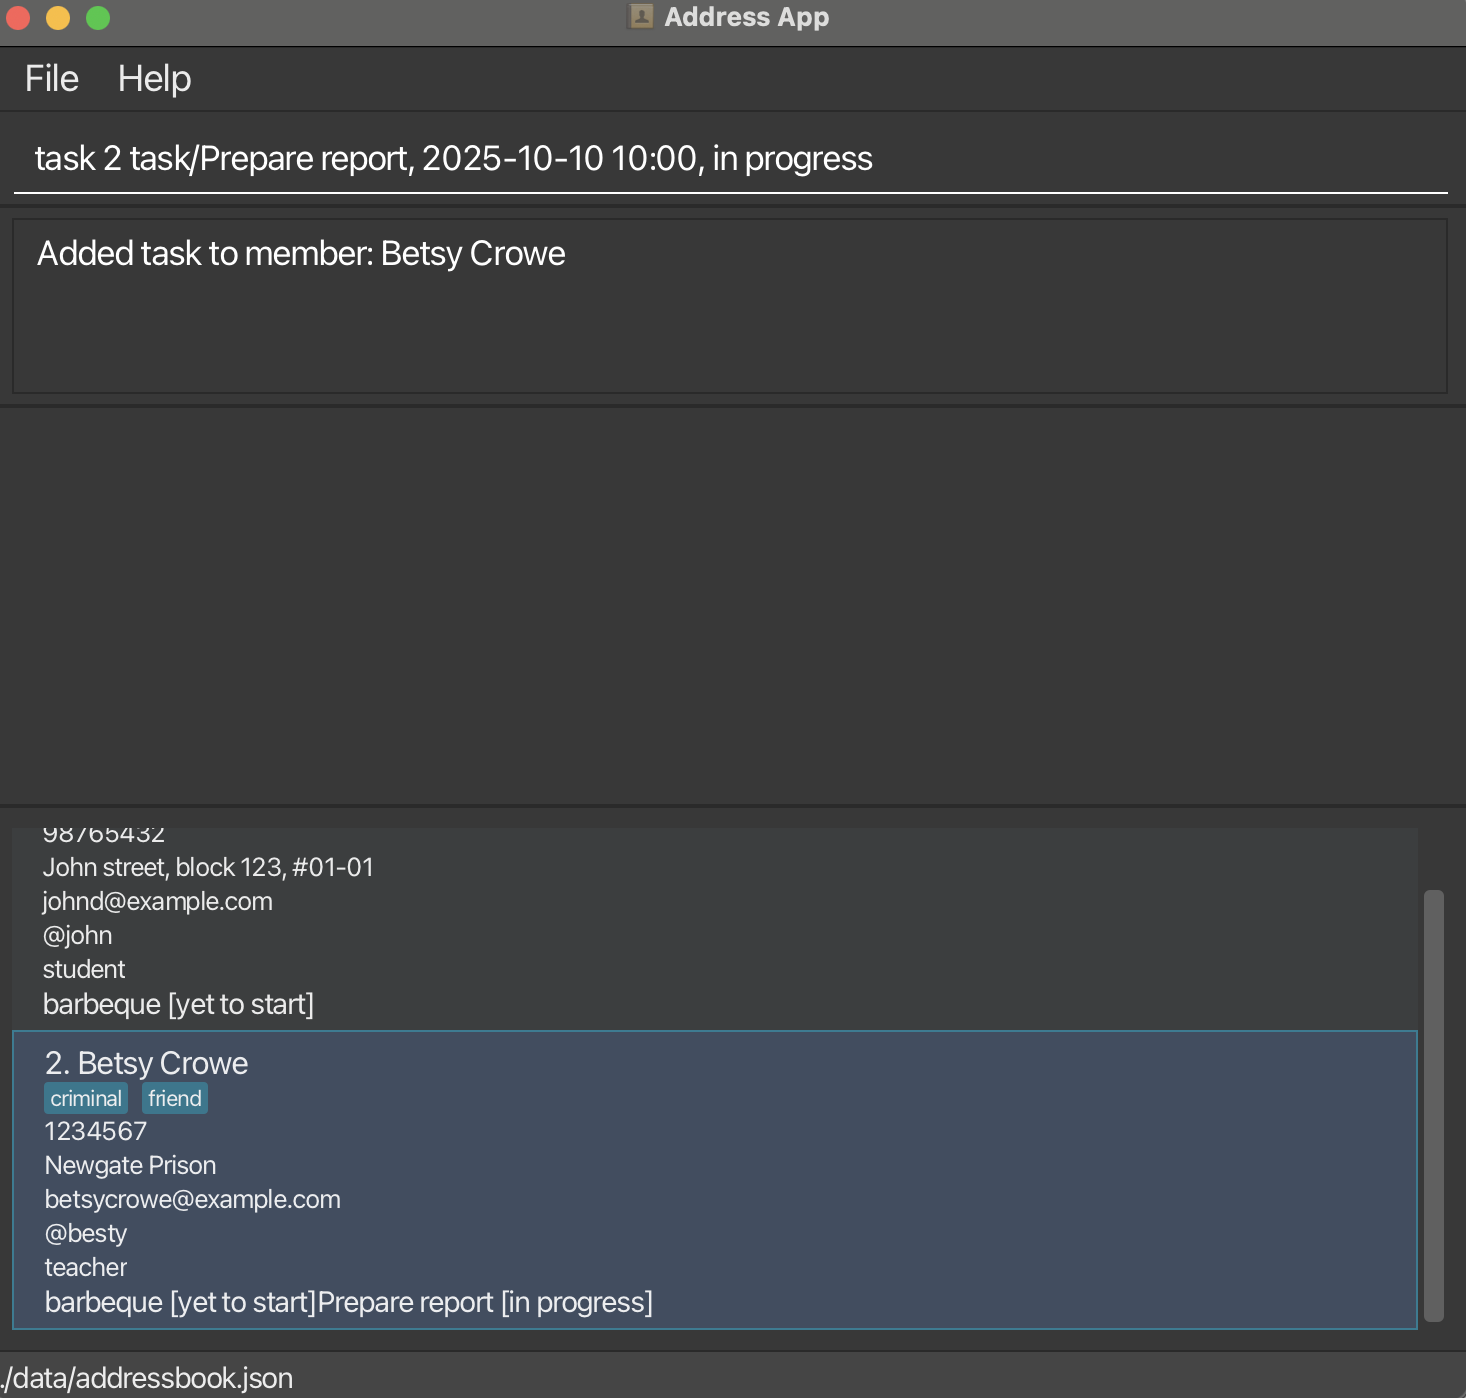 Address App
File Help
task 2 task/Prepare report, 2025-10-10 10:00, in progress
Added task to member: Betsy Crowe
98765432
John street, block 123, #01-01
johnd@example.com
@john
student
barbeque [yet to start]
2. Betsy Crowe
criminal friend
1234567
Newgate Prison
betsycrowe@example.com
@besty
teacher
barbeque [yet to start]Prepare report [in progress]
./data/addressbook.json